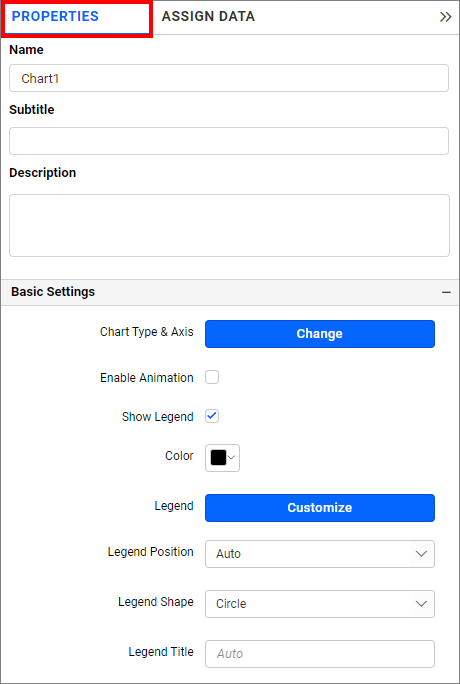 PROPERTIES ASSIGN DATA
Name
Chart1
Subtitle
Description
Basic Settings
Chart Type & Axis Change
Enable Animation
Show Legend
Color
Legend Customize
Legend Position Auto
Legend Shape Circle
Legend Title Auto